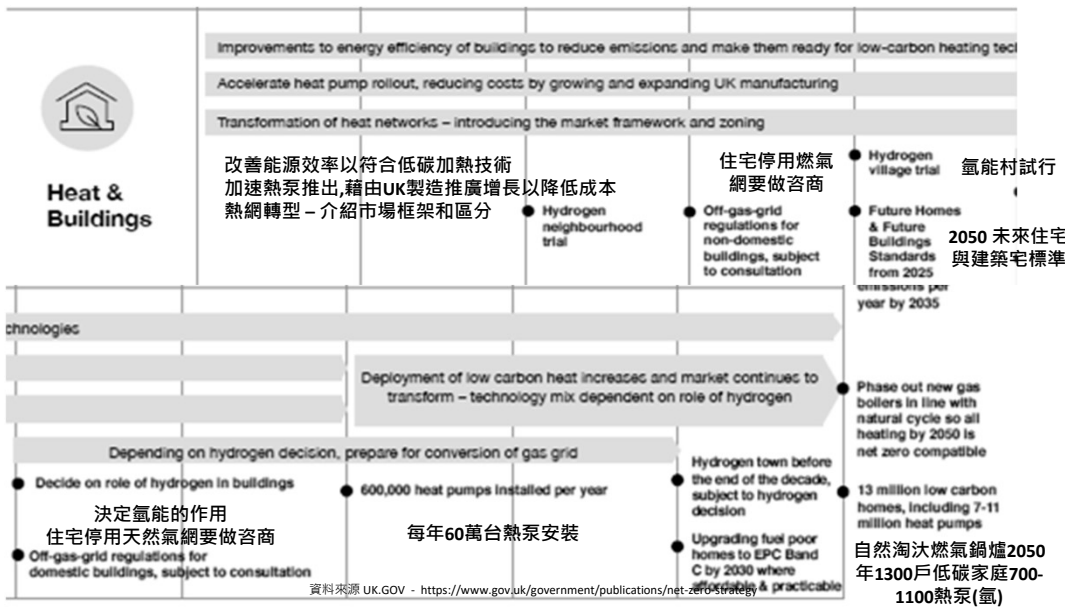 Improvements to energy efficiency of buildings to reduce emissions and make them ready for low-carbon heating tec
Accelerate heat pump rollout, reducing costs by growing and expanding UK manufacturing
Transformation of heat networks – introducing the market framework and zoning
Heat &
Buildings
改善能源效率以符合低碳加熱技術
加速熱泵推出,藉由UK製造推廣增長以降低成本
熱網轉型 – 介紹市場框架和區分
Hydrogen
neighbourhood
trial
住宅停用燃氣
網要做咨商
Off-gas-grid
regulations for
non-domestic
buildings, subject
to consultation
Hydrogen
village trial
氫能村試行
Future Homes
& Future
Buildings
Standards
from 2025
2050 未來住宅
與建築宅標準
emissions per
year by 2035
chnologies
Deployment of low carbon heat increases and market continues to
transform – technology mix dependent on role of hydrogen
Depending on hydrogen decision, prepare for conversion of gas grid
Decide on role of hydrogen in buildings
決定氫能的作用
住宅停用天然氣網要做咨商
Off-gas-grid regulations for
domestic buildings, subject to consultation
600,000 heat pumps installed per year
每年60萬台熱泵安裝
Hydrogen town before
the end of the decade,
subject to hydrogen
decision
Upgrading fuel poor
homes to EPC Band
C by 2030 where
affordable & practicable
Phase out new gas
boilers in line with
natural cycle so all
heating by 2050 is
net zero compatible
13 million low carbon
homes, including 7-11
million heat pumps
自然淘汰燃氣鍋爐2050
年1300戶低碳家庭700-
1100熱泵(氫)
資料來源 UK.GOV - https://www.gov.uk/government/publications/net-zero-strategy